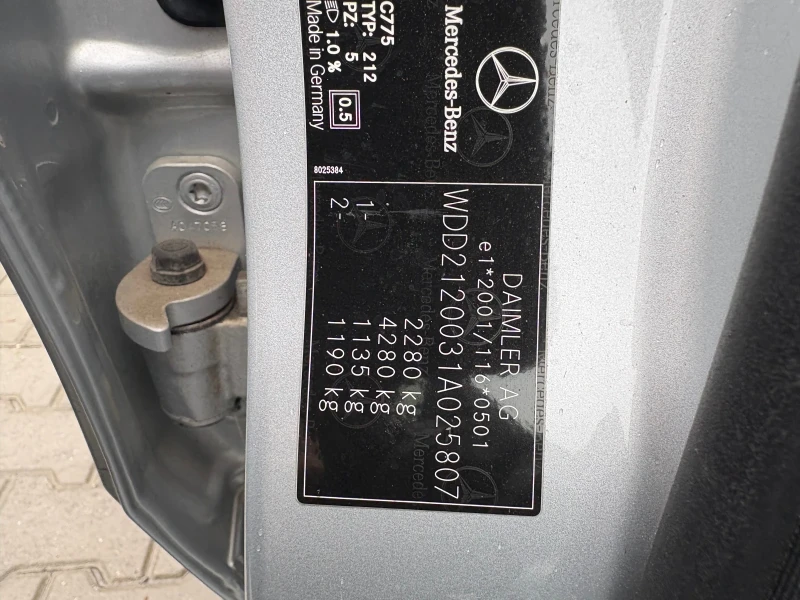 Mercedes-Benz
C775
TYP: 212
PZ: 5
1.0 %
0.5
Made in Germany
8025384
DAIMLER AG
e1*2001/116*0501
WDD2120031A025807
2280 kg
4280 kg
1- 1135 kg
2- 1190 kg